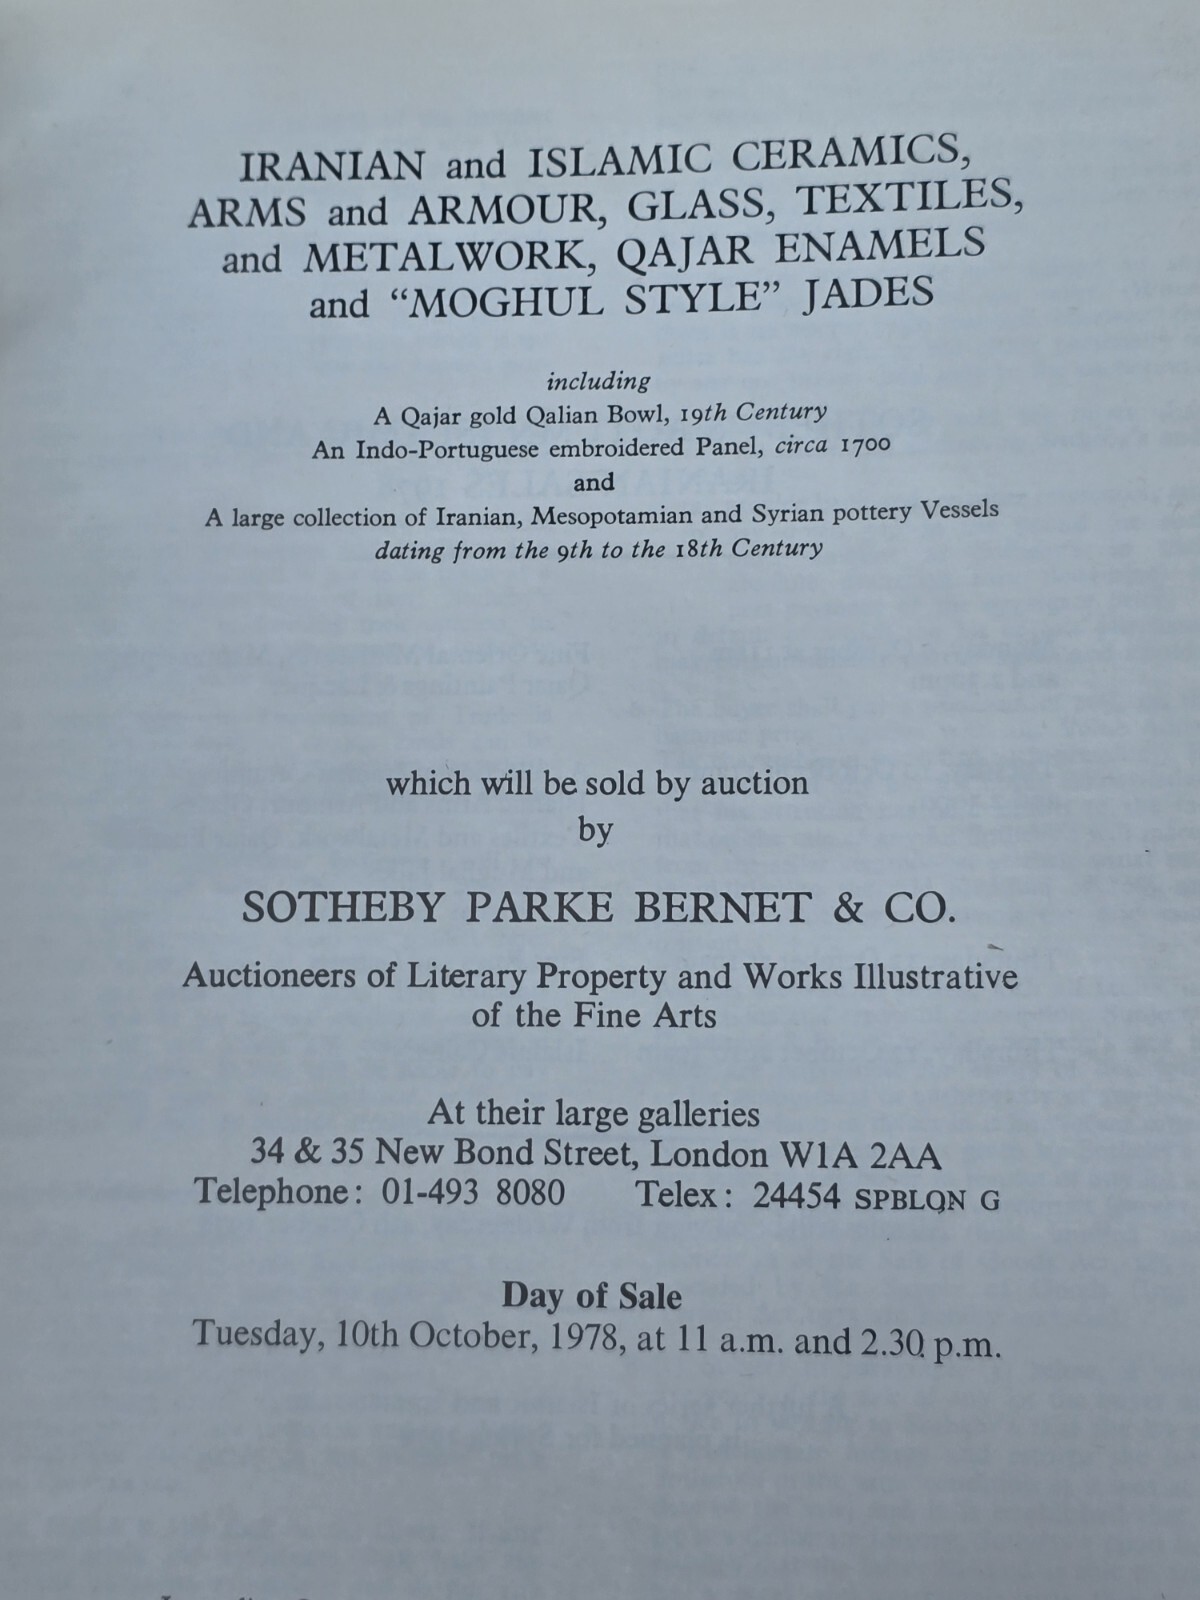 IRANIAN and ISLAMIC CERAMICS,
ARMS and ARMOUR, GLASS, TEXTILES,
and METALWORK, QAJAR ENAMELS
and “MOGHUL STYLE” JADES
including
A Qajar gold Qalian Bowl, 19th Century
An Indo-Portuguese embroidered Panel, circa 1700
and
A large collection of Iranian, Mesopotamian and Syrian pottery Vessels
dating from the 9th to the 18th Century
which will be sold by auction
by
SOTHEBY PARKE BERNET & CO.
Auctioneers of Literary Property and Works Illustrative
of the Fine Arts
At their large galleries
34 & 35 New Bond Street, London W1A 2AA
Telephone: 01-493 8080 Telex: 24454 SPBLON G
Day of Sale
Tuesday, 10th October, 1978, at 11 a.m. and 2.30 p.m.